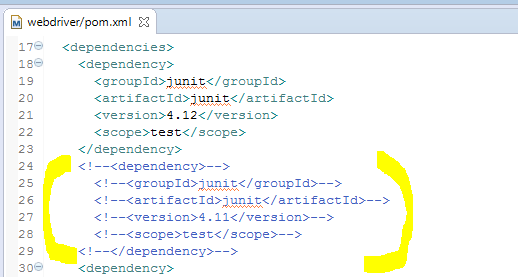 webdriver/pom.xml
17 <dependencies>
18 <dependency>
19 <groupId>junit</groupId>
20 <artifactId>junit</artifactId>
21 <version>4.12</version>
22 <scope>test</scope>
23 </dependency>
24 <!--<dependency>-->
25 <!--<groupId>junit</groupId>-->
26 <!--<artifactId>junit</artifactId>-->
27 <!--<version>4.11</version>-->
28 <!--<scope>test</scope>-->
29 <!--</dependency>-->
30 <dependency>